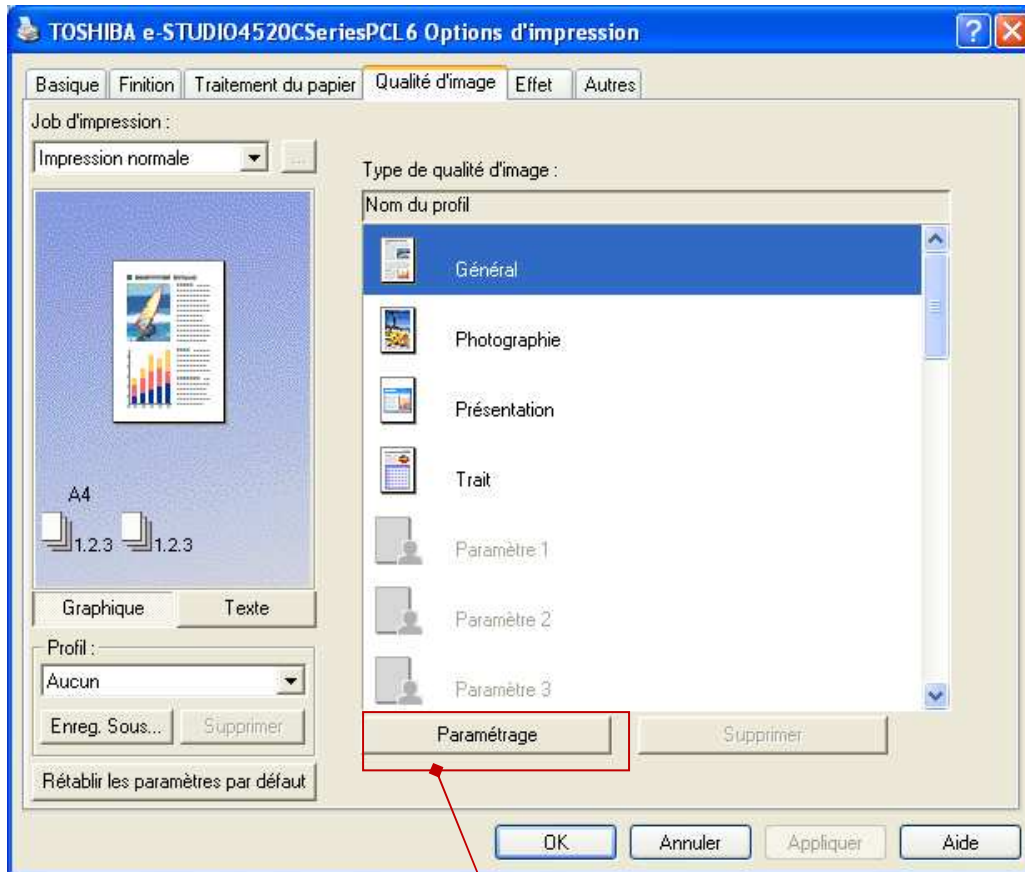 TOSHIBA e-STUDIO4520CSeriesPCL6 Options d'impression
Basique Finition Traitement du papier Qualité d'image Effet Autres
Job d'impression :
Impression normale ...
Type de qualité d'image :
Nom du profil
Général
Photographie
Présentation
Trait
Paramètre 1
Paramètre 2
Paramètre 3
A4
1.2.3 1.2.3
Graphique Texte
Profil :
Aucun
Enreg. Sous... Supprimer
Rétablir les paramètres par défaut
Paramétrage Supprimer
OK Annuler Appliquer Aide